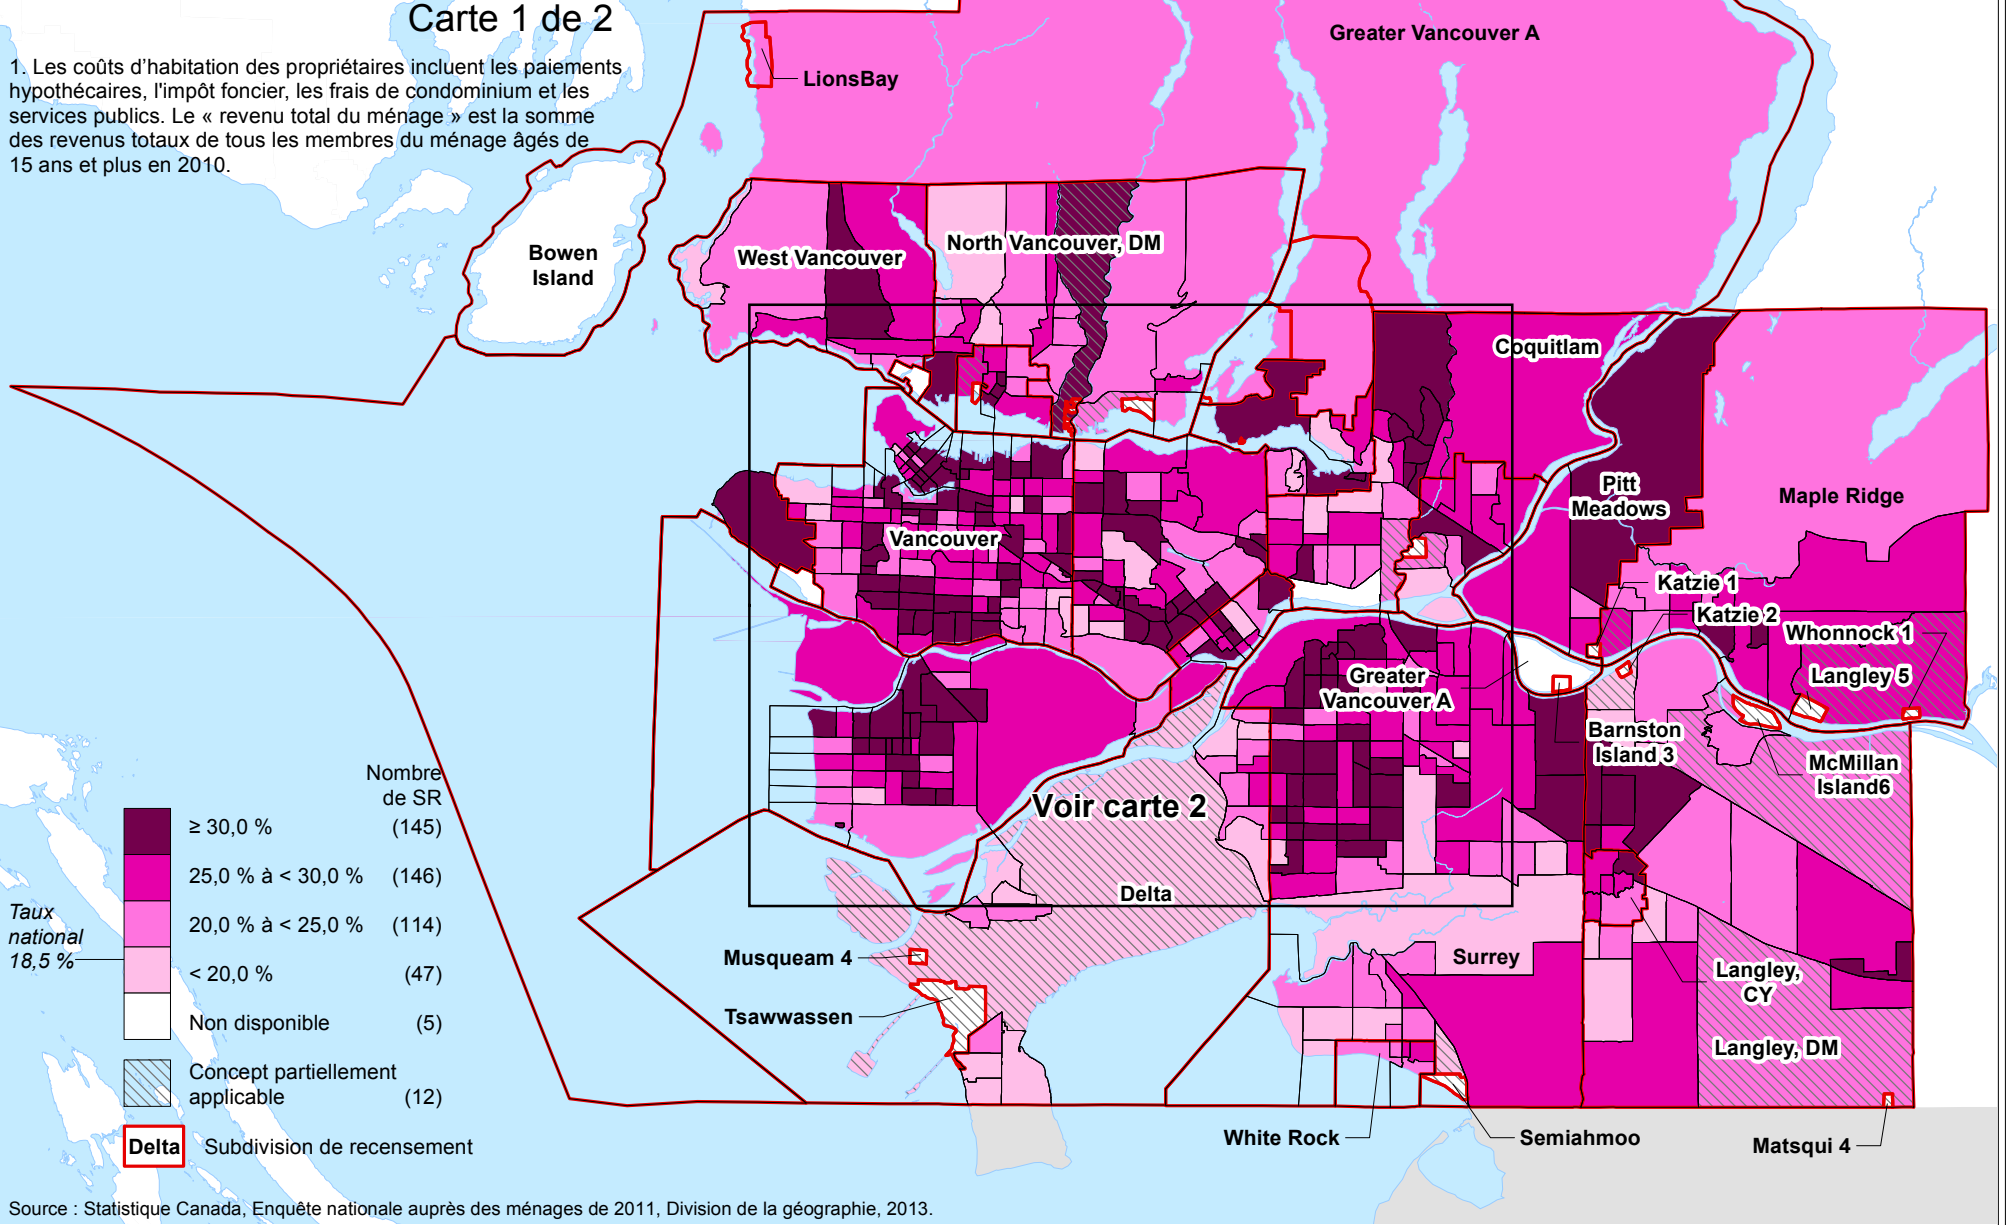 Carte 1 de 2
1. Les coûts d'habitation des propriétaires incluent les paiements
hypothécaires, l'impôt foncier, les frais de condominium et les
services publics. Le « revenu total du ménage » est la somme
des revenus totaux de tous les membres du ménage âgés de
15 ans et plus en 2010.
Greater Vancouver A
LionsBay
Bowen
Island
West Vancouver
North Vancouver, DM
Coquitlam
Pitt
Meadows
Maple Ridge
Vancouver
Katzie 1
Katzie 2
Whonnock 1
Langley 5
Greater
Vancouver A
Barnston
Island 3
McMillan
Island6
Voir carte 2
Delta
Musqueam 4
Tsawwassen
Surrey
Langley,
CY
Langley, DM
White Rock
Semiahmoo
Matsqui 4
Nombre
de SR
≥ 30,0 % (145)
25,0 % à < 30,0 % (146)
20,0 % à < 25,0 % (114)
Taux
national
18,5 %
< 20,0 % (47)
Non disponible (5)
Concept partiellement
applicable (12)
Delta Subdivision de recensement
Source : Statistique Canada, Enquête nationale auprès des ménages de 2011, Division de la géographie, 2013.